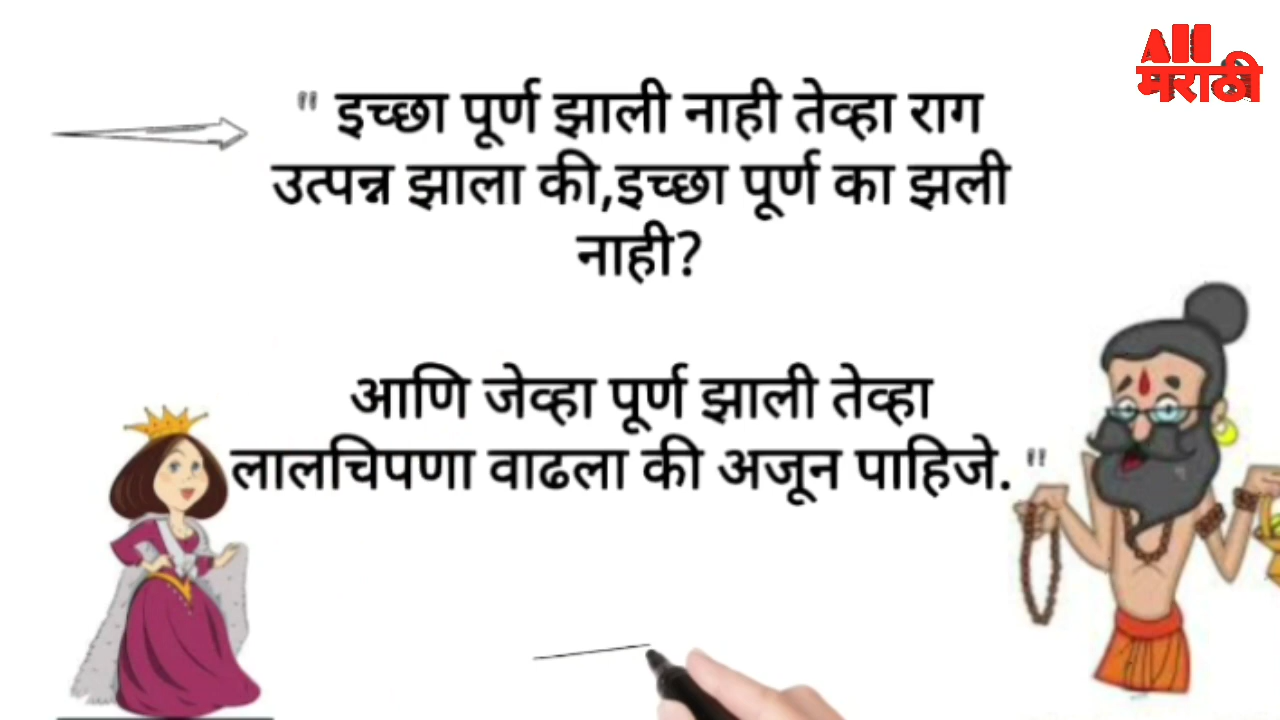 All
मराठी
" इच्छा पूर्ण झाली नाही तेव्हा राग
उत्पन्न झाला की,इच्छा पूर्ण का झली
नाही?
आणि जेव्हा पूर्ण झाली तेव्हा
लालचिपणा वाढला की अजून पाहिजे. "